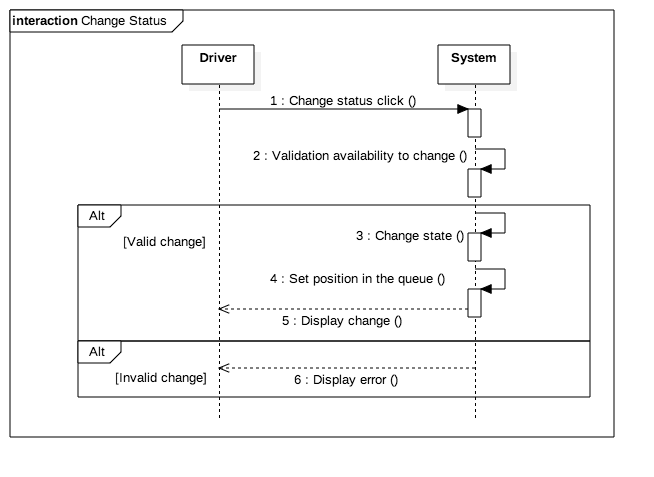 interaction Change Status
Driver
System
1 : Change status click ()
2 : Validation availability to change ()
Alt
3 : Change state ()
[Valid change]
4 : Set position in the queue ()
5 : Display change ()
Alt
[Invalid change]
6 : Display error ()